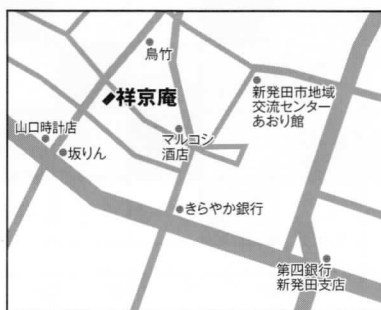 鳥竹
祥京庵
新発田市地域
交流センター
あおり館
山口時計店
マルコシ
酒店
坂りん
きらやか銀行
第四銀行
新発田支店